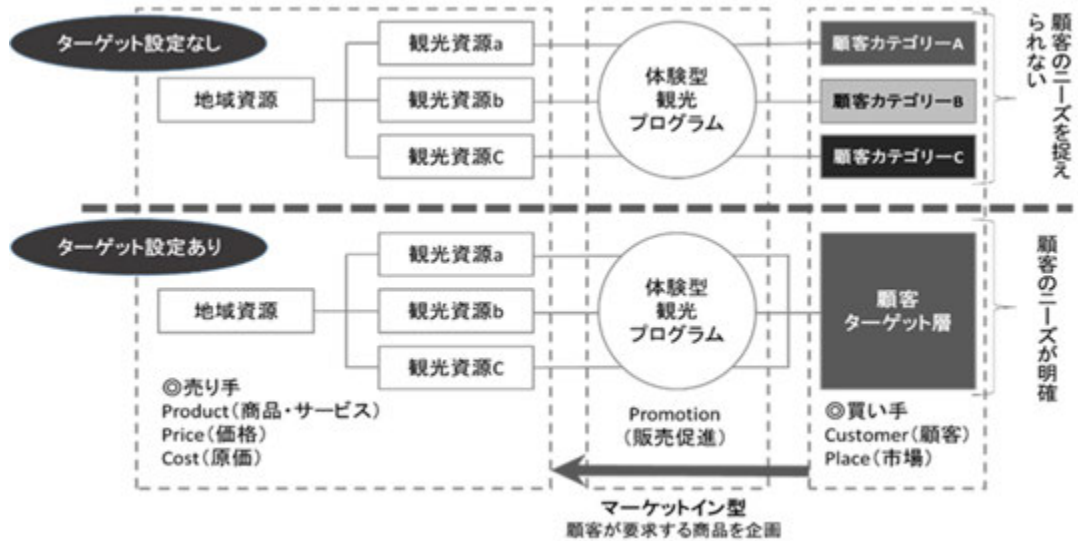 ターゲット設定なし
地域資源
観光資源a
観光資源b
観光資源C
体験型
観光
プログラム
顧客カテゴリーA
顧客カテゴリーB
顧客カテゴリーC
顧客のニーズを捉え
られない
ターゲット設定あり
地域資源
観光資源a
観光資源b
観光資源C
体験型
観光
プログラム
顧客
ターゲット層
顧客のニーズが明確
◎売り手
Product(商品・サービス)
Price(価格)
Cost(原価)
Promotion
(販売促進)
◎買い手
Customer(顧客)
Place(市場)
マーケットイン型
顧客が要求する商品を企画